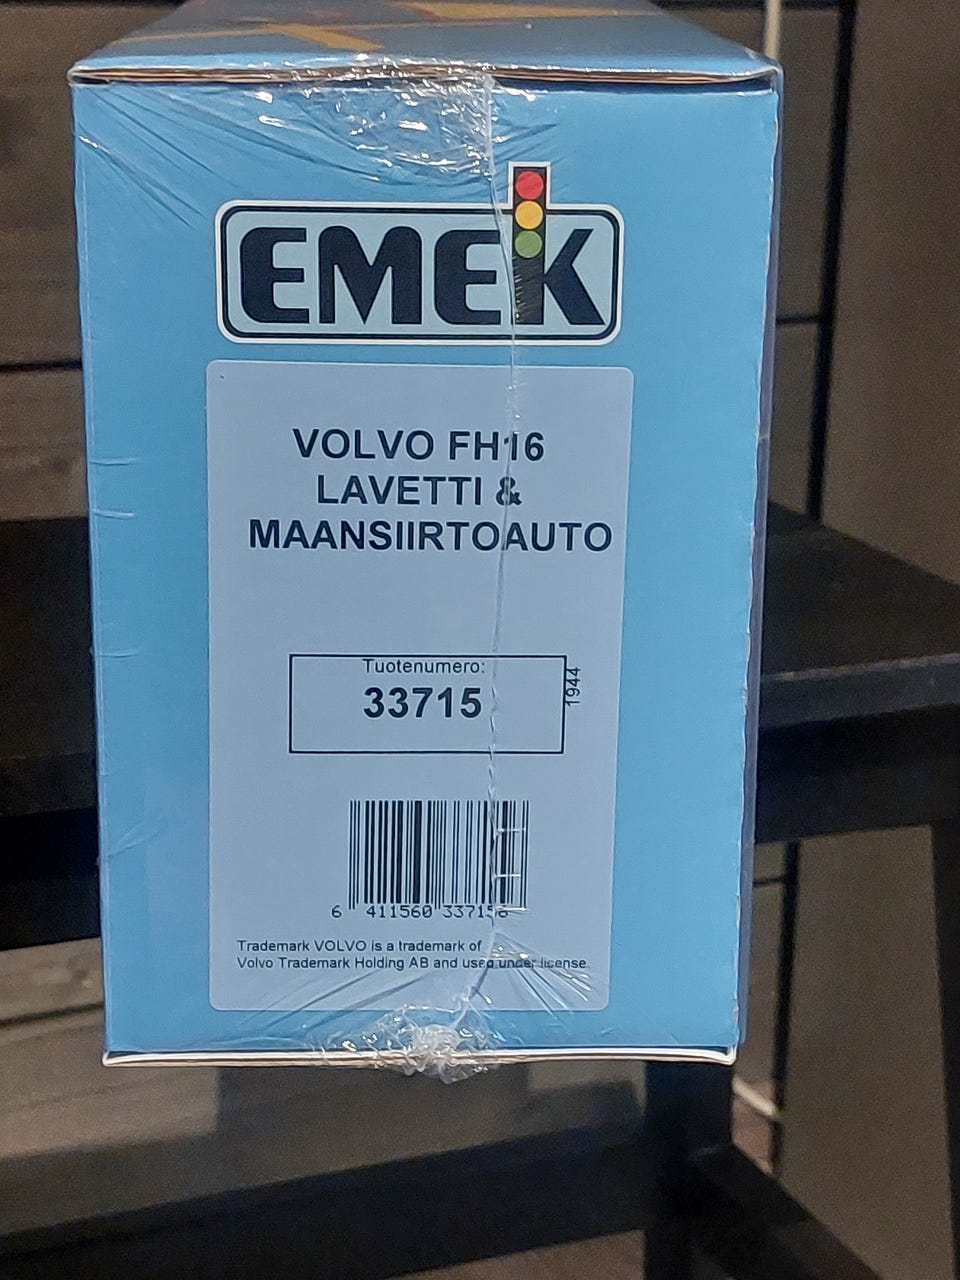 EMEK
VOLVO FH16
LAVETTI &
MAANSIIRTOAUTO
Tuotenumero:
33715
1944
6 411560 337156
Trademark VOLVO is a trademark of
Volvo Trademark Holding AB and used under license.